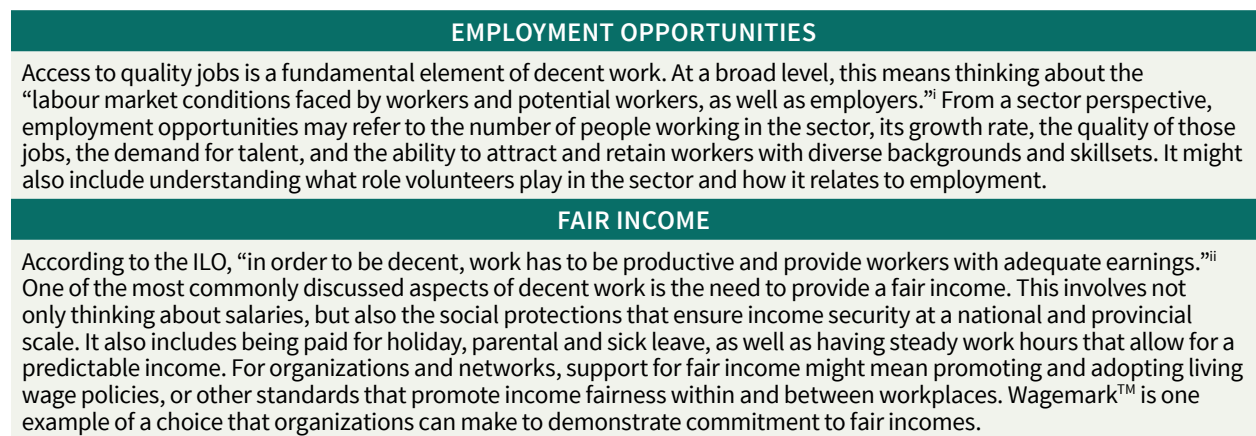 EMPLOYMENT OPPORTUNITIES
Access to quality jobs is a fundamental element of decent work. At a broad level, this means thinking about the
“labour market conditions faced by workers and potential workers, as well as employers.”ⁱ From a sector perspective,
employment opportunities may refer to the number of people working in the sector, its growth rate, the quality of those
jobs, the demand for talent, and the ability to attract and retain workers with diverse backgrounds and skillsets. It might
also include understanding what role volunteers play in the sector and how it relates to employment.
FAIR INCOME
According to the ILO, “in order to be decent, work has to be productive and provide workers with adequate earnings.”ⁱⁱ
One of the most commonly discussed aspects of decent work is the need to provide a fair income. This involves not
only thinking about salaries, but also the social protections that ensure income security at a national and provincial
scale. It also includes being paid for holiday, parental and sick leave, as well as having steady work hours that allow for a
predictable income. For organizations and networks, support for fair income might mean promoting and adopting living
wage policies, or other standards that promote income fairness within and between workplaces. Wagemark™ is one
example of a choice that organizations can make to demonstrate commitment to fair incomes.